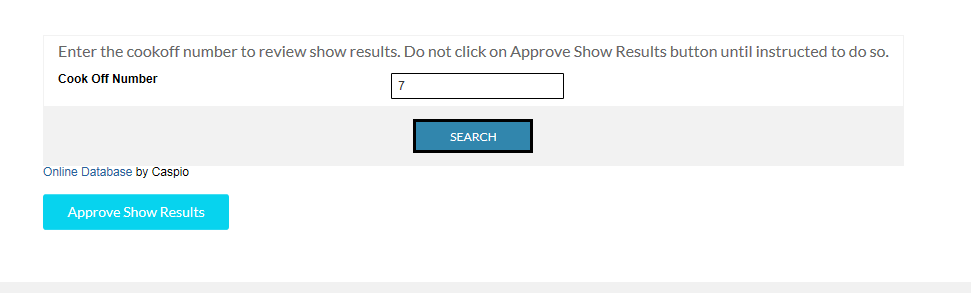 Enter the cookoff number to review show results. Do not click on Approve Show Results button until instructed to do so.
Cook Off Number 7
SEARCH
Online Database by Caspio
Approve Show Results